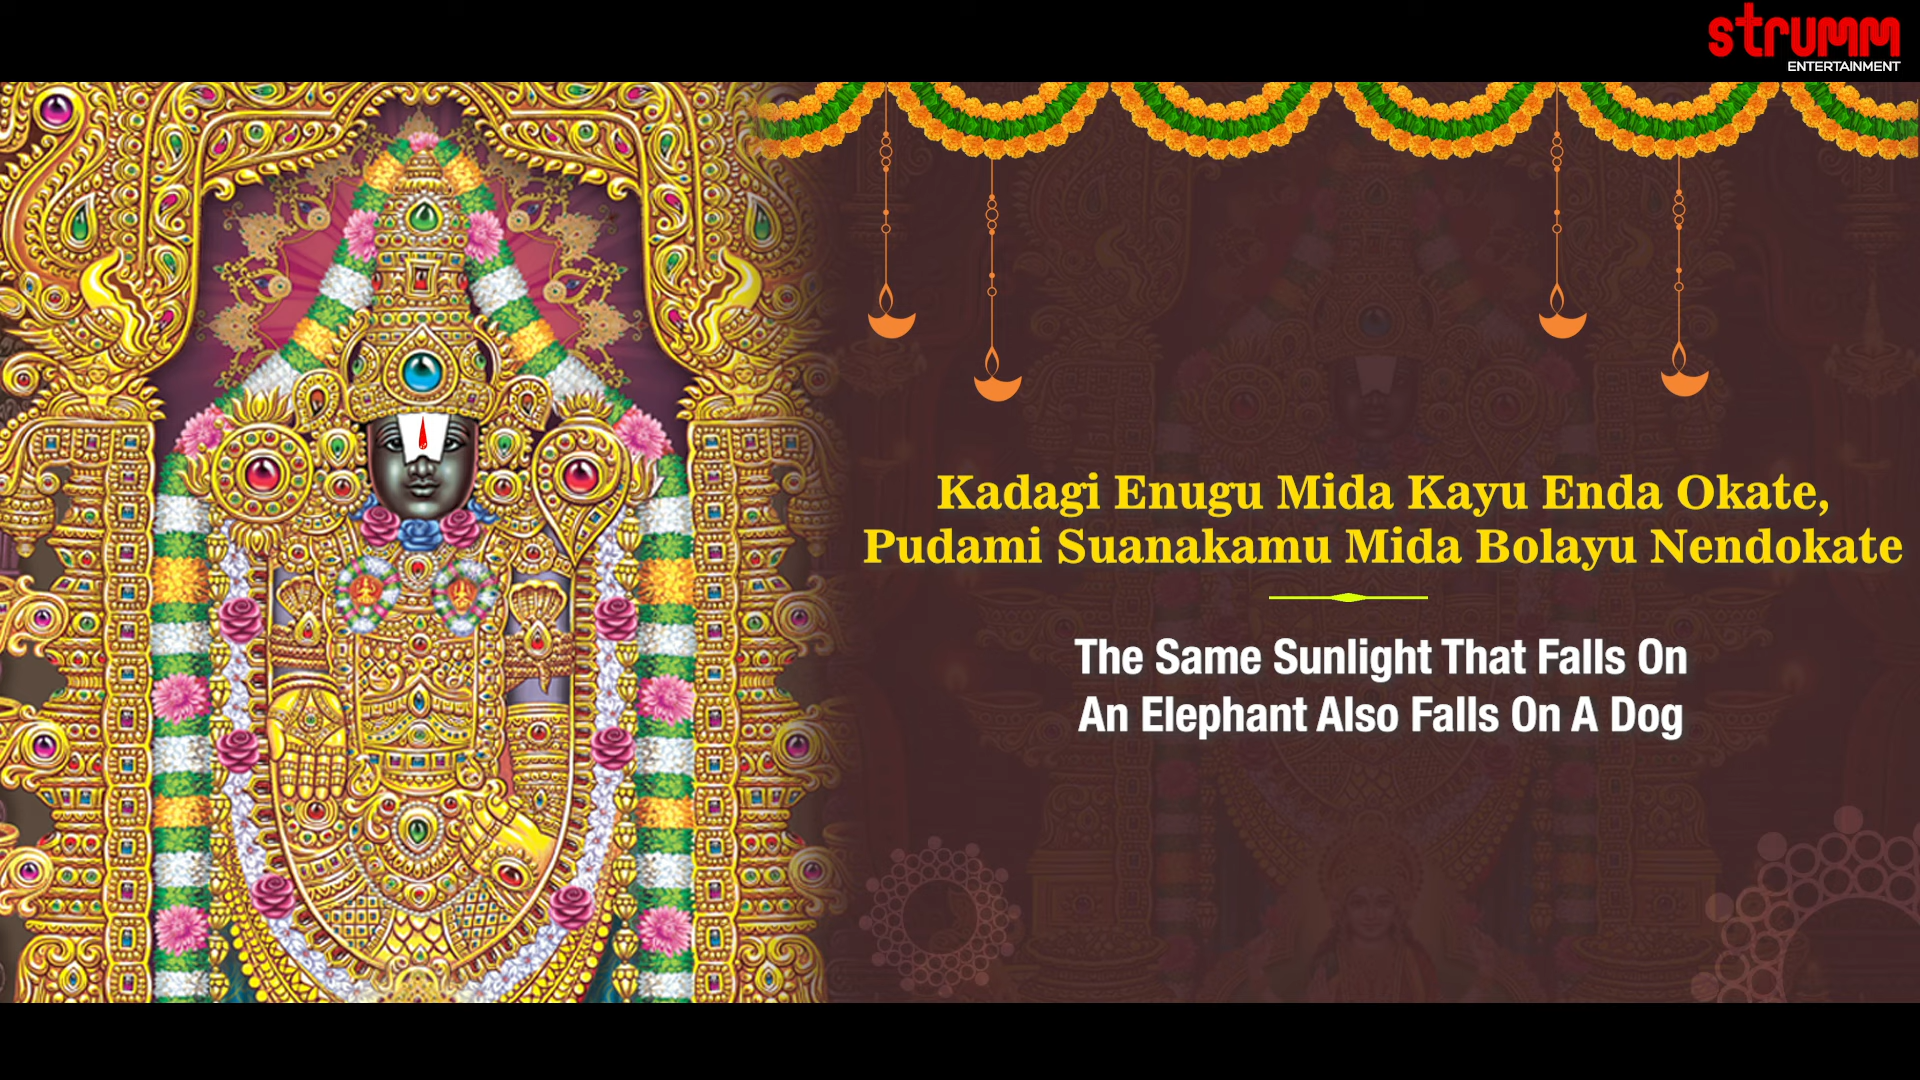 strumm
ENTERTAINMENT
Kadagi Enugu Mida Kayu Enda Okate,
Pudami Suanakamu Mida Bolayu Nendokate
The Same Sunlight That Falls On
An Elephant Also Falls On A Dog